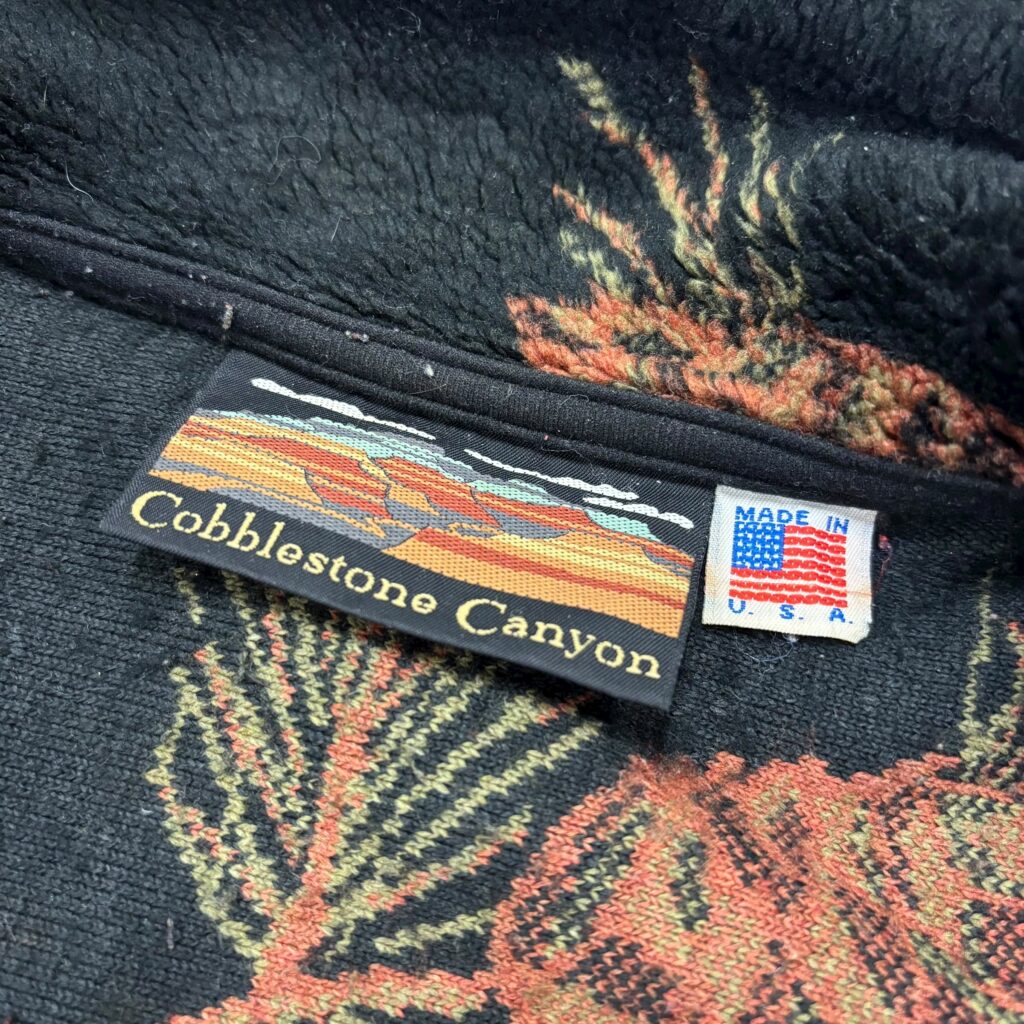 Cobblestone Canyon
MADE IN
U. S. A.